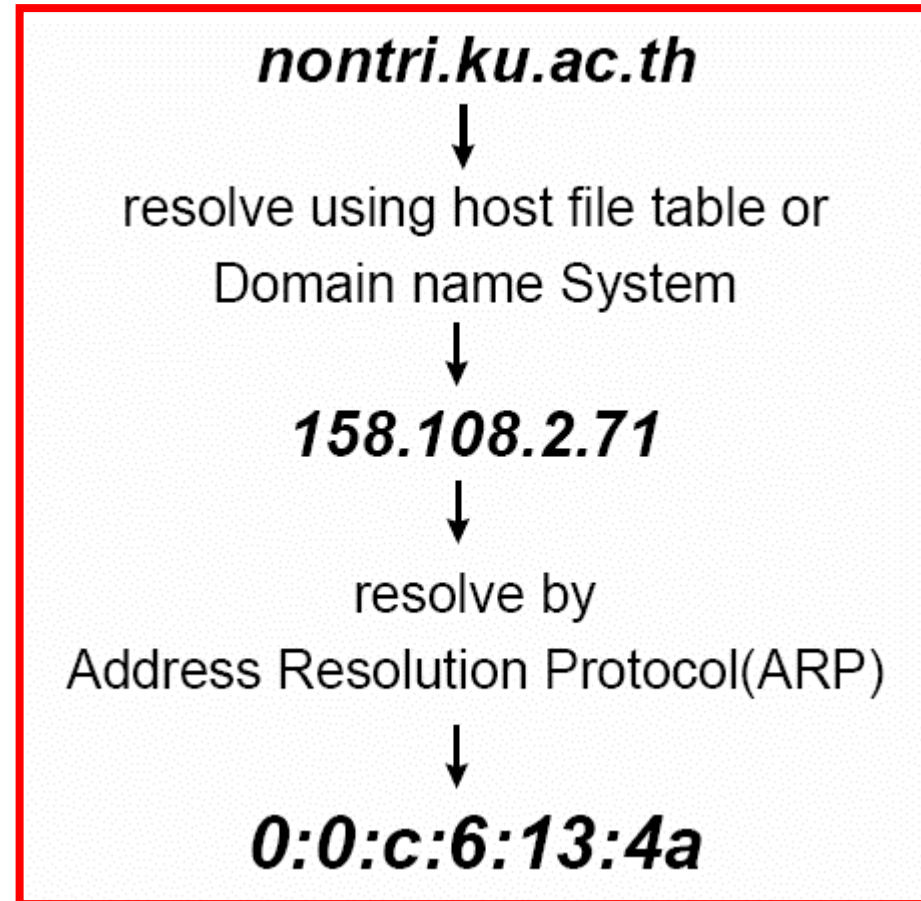 nontri.ku.ac.th
resolve using host file table or
Domain name System
158.108.2.71
resolve by
Address Resolution Protocol(ARP)
0:0:c:6:13:4a